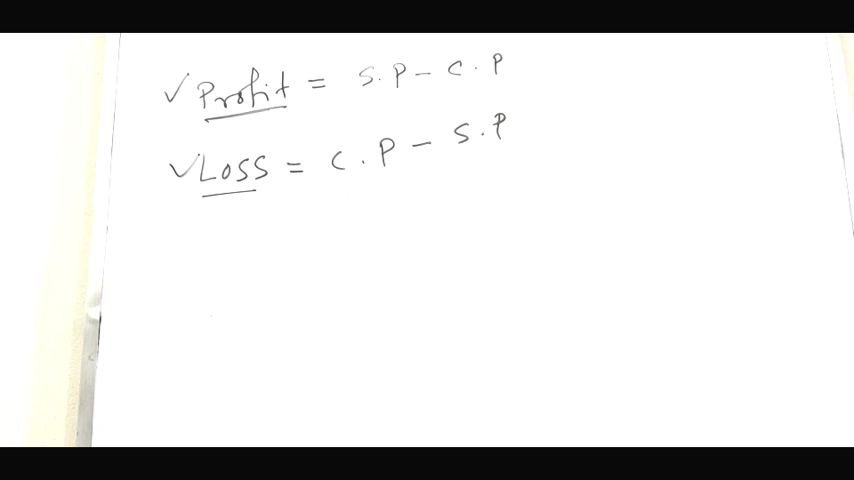 ✓ Profit = S.P - C.P
✓ Loss = C.P - S.P